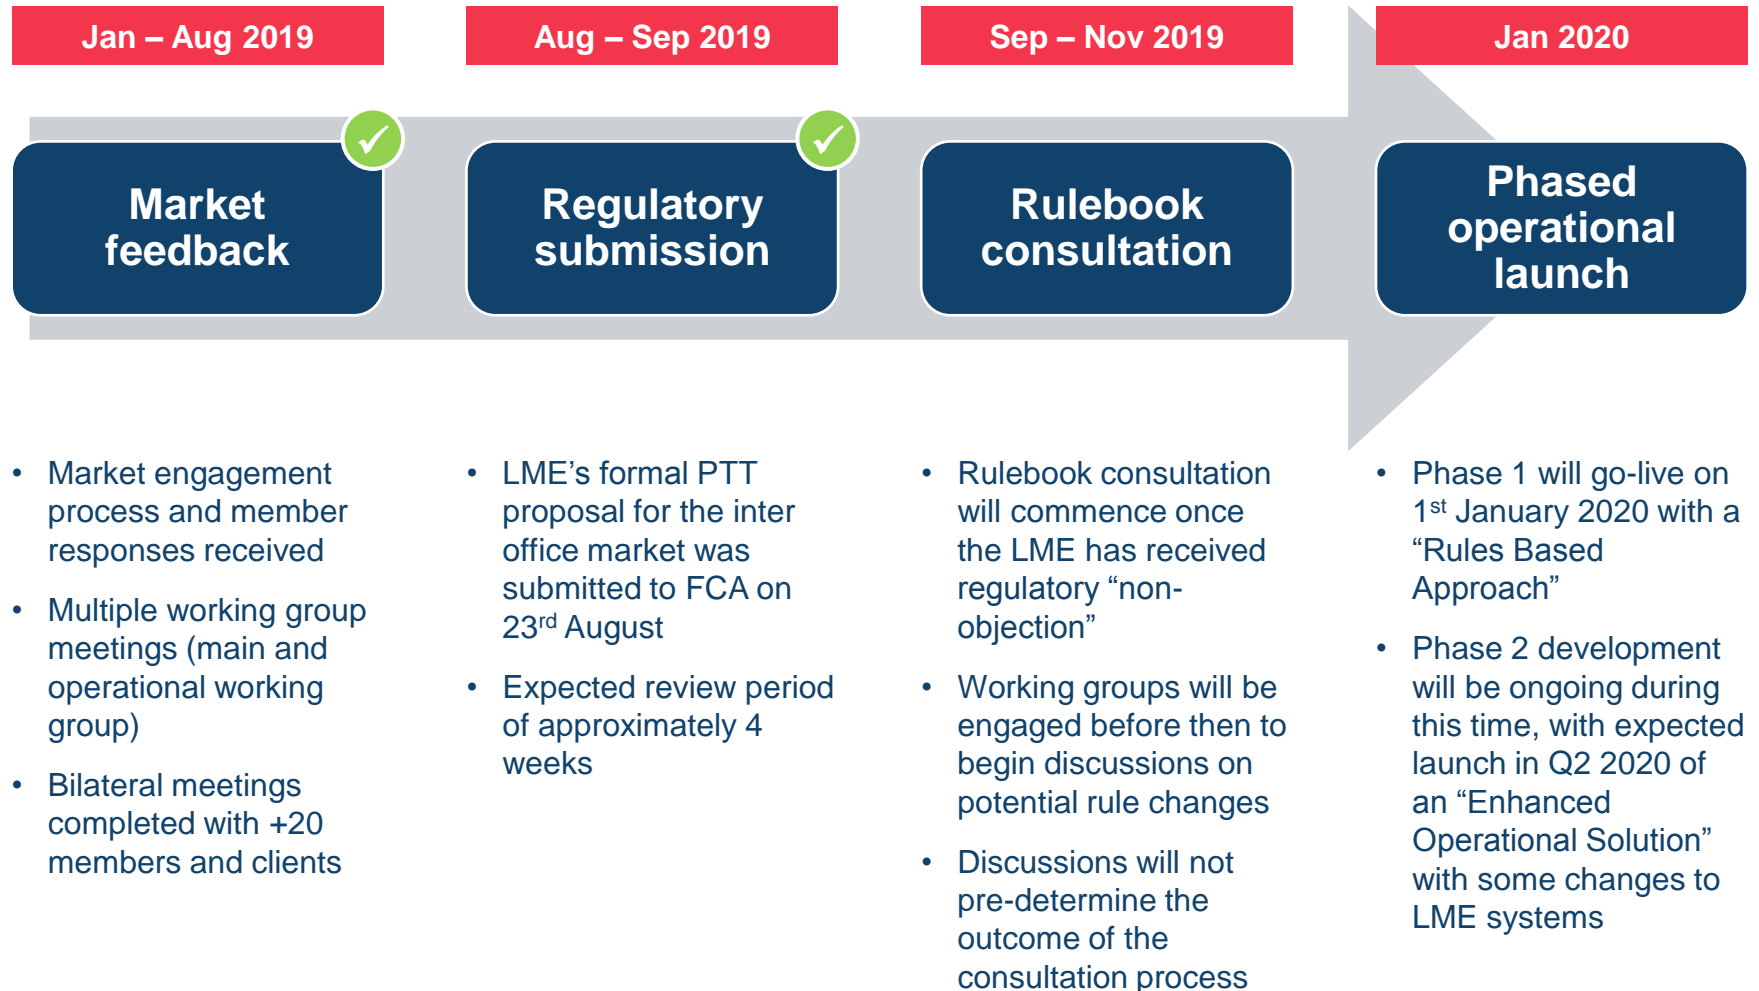 Jan – Aug 2019
Aug – Sep 2019
Sep – Nov 2019
Jan 2020
Market
feedback
Regulatory
submission
Rulebook
consultation
Phased
operational
launch
• Market engagement
process and member
responses received
• Multiple working group
meetings (main and
operational working
group)
• Bilateral meetings
completed with +20
members and clients
• LME’s formal PTT
proposal for the inter
office market was
submitted to FCA on
23rd August
• Expected review period
of approximately 4
weeks
• Rulebook consultation
will commence once
the LME has received
regulatory “non-
objection”
• Working groups will be
engaged before then to
begin discussions on
potential rule changes
• Discussions will not
pre-determine the
outcome of the
consultation process
• Phase 1 will go-live on
1st January 2020 with a
“Rules Based
Approach”
• Phase 2 development
will be ongoing during
this time, with expected
launch in Q2 2020 of
an “Enhanced
Operational Solution”
with some changes to
LME systems